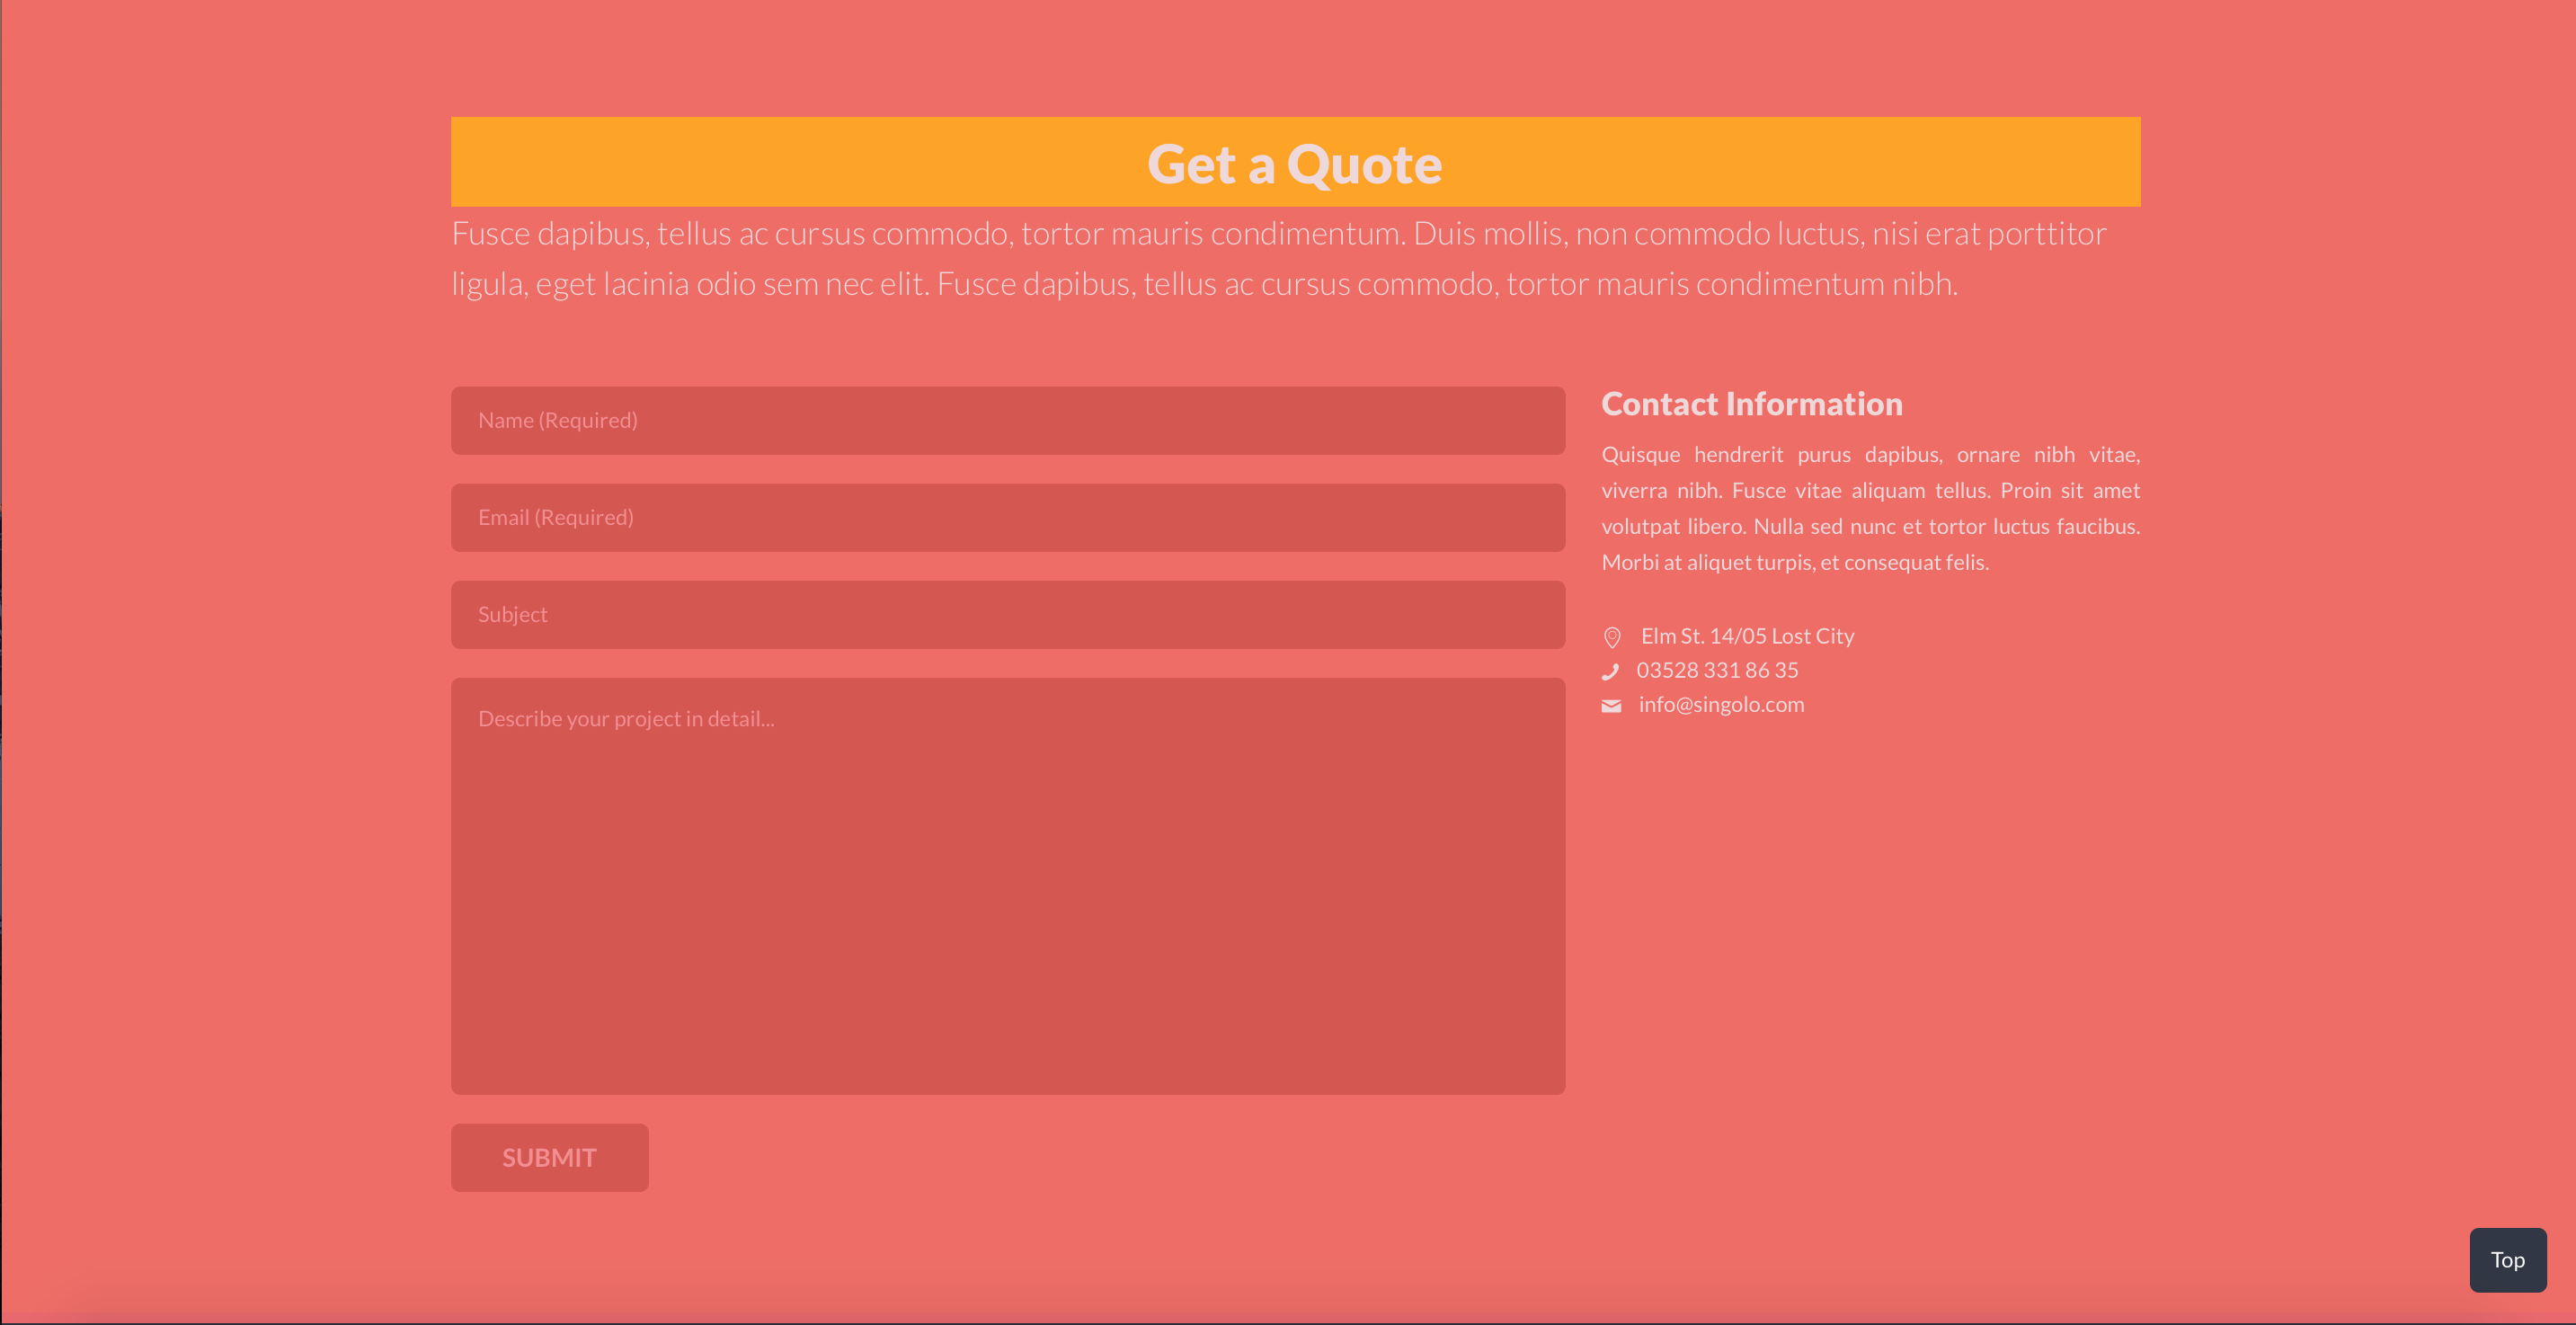 Get a Quote
Fusce dapibus, tellus ac cursus commodo, tortor mauris condimentum. Duis mollis, non commodo luctus, nisi erat porttitor
ligula, eget lacinia odio sem nec elit. Fusce dapibus, tellus ac cursus commodo, tortor mauris condimentum nibh.
Name (Required)
Email (Required)
Subject
Describe your project in detail...
SUBMIT
Contact Information
Quisque hendrerit purus dapibus, ornare nibh vitae,
viverra nibh. Fusce vitae aliquam tellus. Proin sit amet
volutpat libero. Nulla sed nunc et tortor luctus faucibus.
Morbi at aliquet turpis, et consequat felis.
Elm St. 14/05 Lost City
03528 331 86 35
info@singolo.com
Top